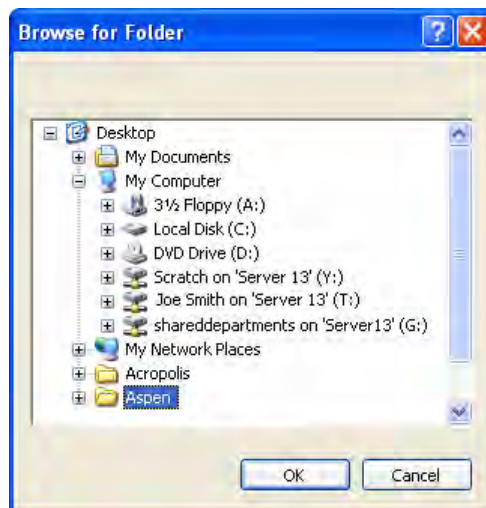 Browse for Folder
Desktop
My Documents
My Computer
3½ Floppy (A:)
Local Disk (C:)
DVD Drive (D:)
Scratch on 'Server 13' (Y:)
Joe Smith on 'Server 13' (T:)
shareddepartments on 'Server13' (G:)
My Network Places
Acropolis
Aspen
OK Cancel